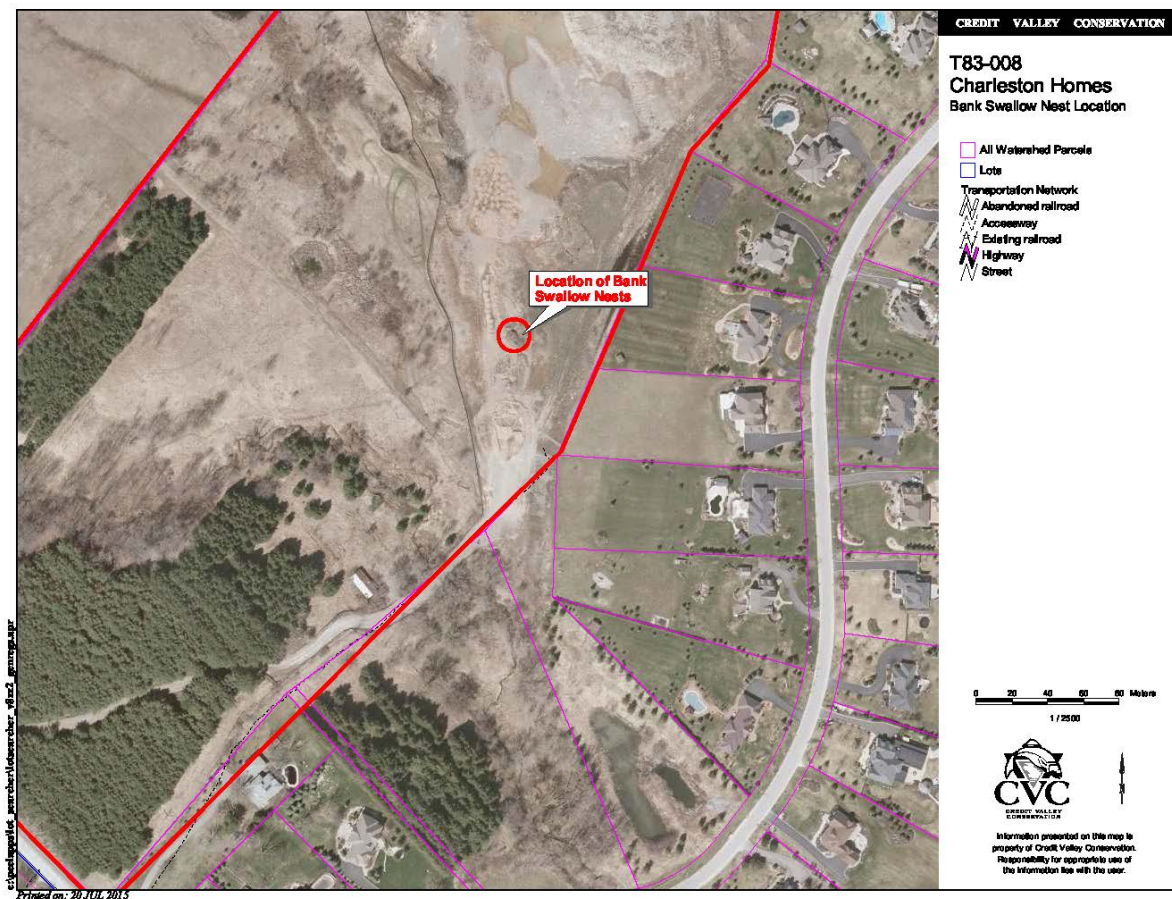 CREDIT VALLEY CONSERVATION
T83-008
Charleston Homes
Bank Swallow Nest Location
All Watershed Parcels
Lots
Transportation Network
Abandoned railroad
Accessway
Existing railroad
Highway
Street
Location of Bank
Swallow Nests
0 20 40 60 80 Meters
1 / 2500
N
CVC
CREDIT VALLEY
CONSERVATION
Information presented on this map is
property of Credit Valley Conservation.
Responsibility for appropriate use of
the information lies with the user.
Printed on: 20 JUL 2015